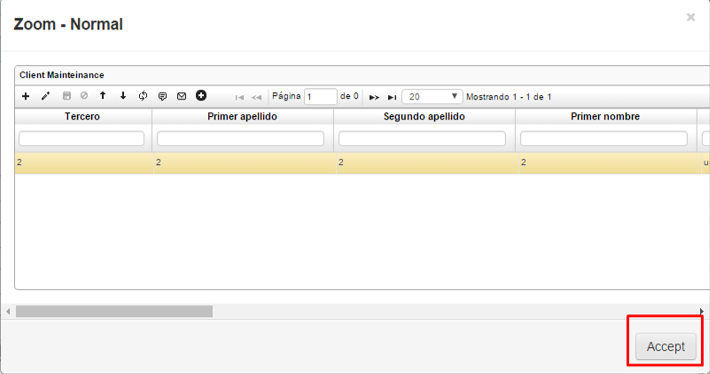 Zoom - Normal
×
Client Mainteinance
Página 1 de 0 20 Mostrando 1 - 1 de 1
Tercero Primer apellido Segundo apellido Primer nombre
2 2 2 2 u
Accept